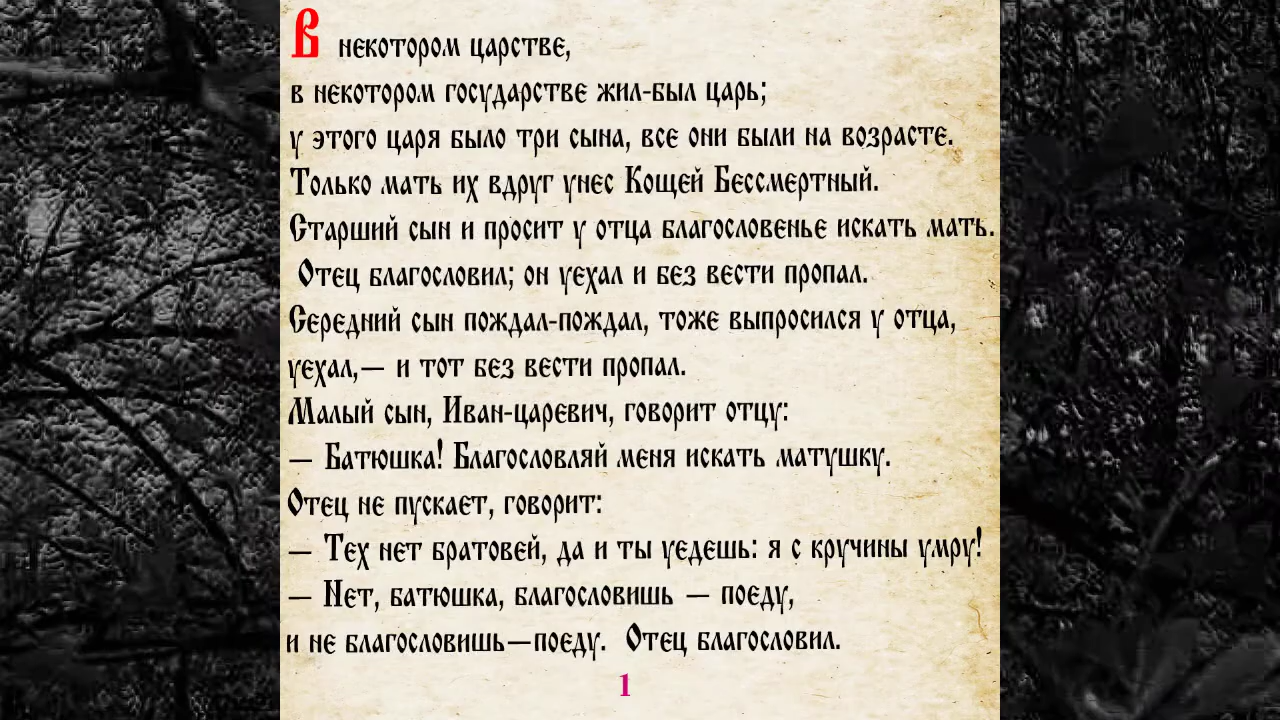 В некотором царстве,
в некотором государстве жил-был царь;
у этого царя было три сына, все они были на возрасте.
Только мать их вдруг унес Кощей Бессмертный.
Старший сын и просит у отца благословенье искать мать.
Отец благословил; он уехал и без вести пропал.
Середний сын пождал-пождал, тоже выпросился у отца,
уехал,— и тот без вести пропал.
Малый сын, Иван-царевич, говорит отцу:
— Батюшка! Благословляй меня искать матушку.
Отец не пускает, говорит:
— Тех нет братовей, да и ты уедешь: я с кручины умру!
— Нет, батюшка, благословишь — поеду,
и не благословишь—поеду. Отец благословил.
1